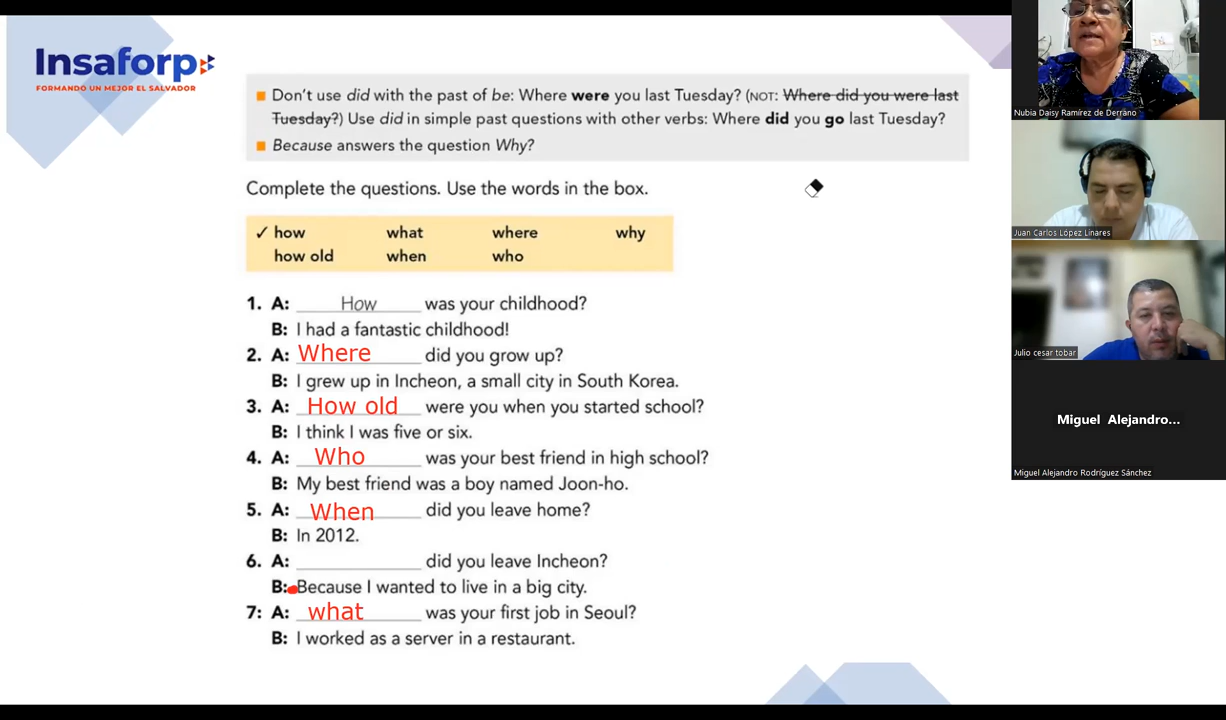 Insaforp
FORMANDO UN MEJOR EL SALVADOR
Don't use did with the past of be: Where were you last Tuesday? (NOT: Where did you were last
Tuesday?) Use did in simple past questions with other verbs: Where did you go last Tuesday?
Because answers the question Why?
Complete the questions. Use the words in the box.
✓ how what where why
how old when who
1. A: How was your childhood?
B: I had a fantastic childhood!
2. A: Where did you grow up?
B: I grew up in Incheon, a small city in South Korea.
3. A: How old were you when you started school?
B: I think I was five or six.
4. A: Who was your best friend in high school?
B: My best friend was a boy named Joon-ho.
5. A: When did you leave home?
B: In 2012.
6. A: ____________ did you leave Incheon?
B: Because I wanted to live in a big city.
7: A: what was your first job in Seoul?
B: I worked as a server in a restaurant.
Nubia Daisy Ramírez de Derrano
Juan Carlos López Linares
Julio cesar tobar
Miguel Alejandro...
Miguel Alejandro Rodríguez Sánchez